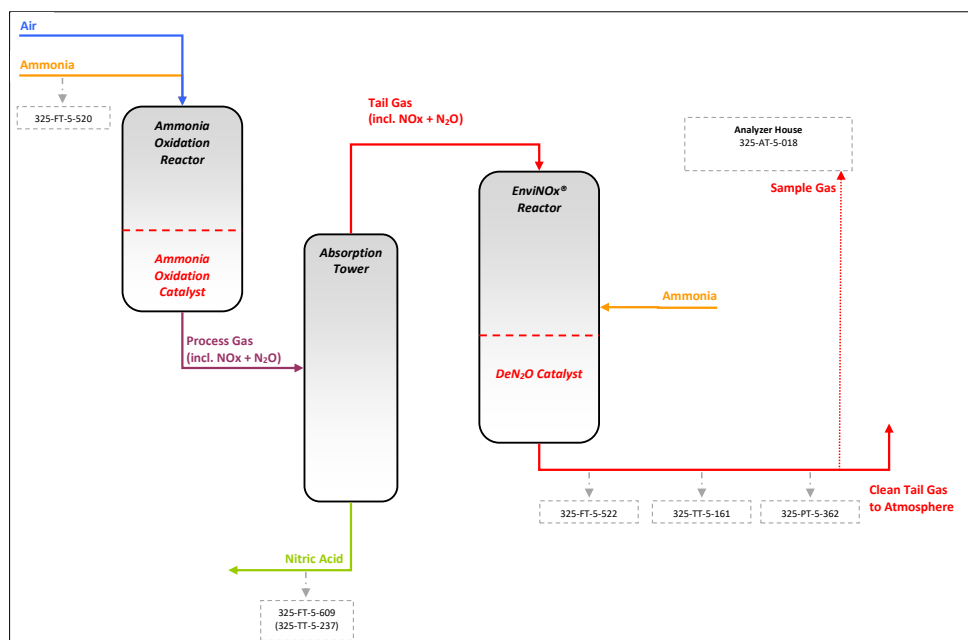 Air
Ammonia
325-FT-5-520
Ammonia
Oxidation
Reactor
Ammonia
Oxidation
Catalyst
Process Gas
(incl. NOx + N₂O)
Tail Gas
(incl. NOx + N₂O)
Absorption
Tower
Nitric Acid
325-FT-5-609
(325-TT-5-237)
EnviNOx®
Reactor
Ammonia
DeN₂O Catalyst
Analyzer House
325-AT-5-018
Sample Gas
325-FT-5-522
325-TT-5-161
325-PT-5-362
Clean Tail Gas
to Atmosphere